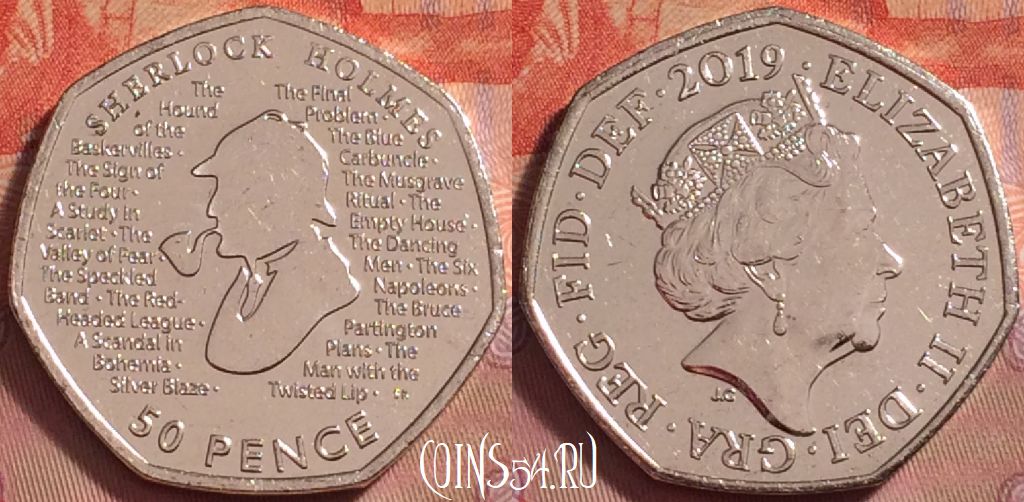 SHERLOCK HOLMES
The
Hound
of the
Baskervilles ·
The Sign of
the Four ·
A Study in
Scarlet · The
Valley of Fear ·
The Speckled
Band · The Red-
Headed League ·
A Scandal in
Bohemia ·
Silver Blaze ·
The Final
Problem ·
The Blue
Carbuncle ·
The Musgrave
Ritual · The
Empty House ·
The Dancing
Men · The Six
Napoleons ·
The Bruce
Partington
Plans · The
Man with the
Twisted Lip ·
50 PENCE
ELIZABETH II · DEI · GRA · REG · FID · DEF · 2019 ·
J.C
COINS54.RU